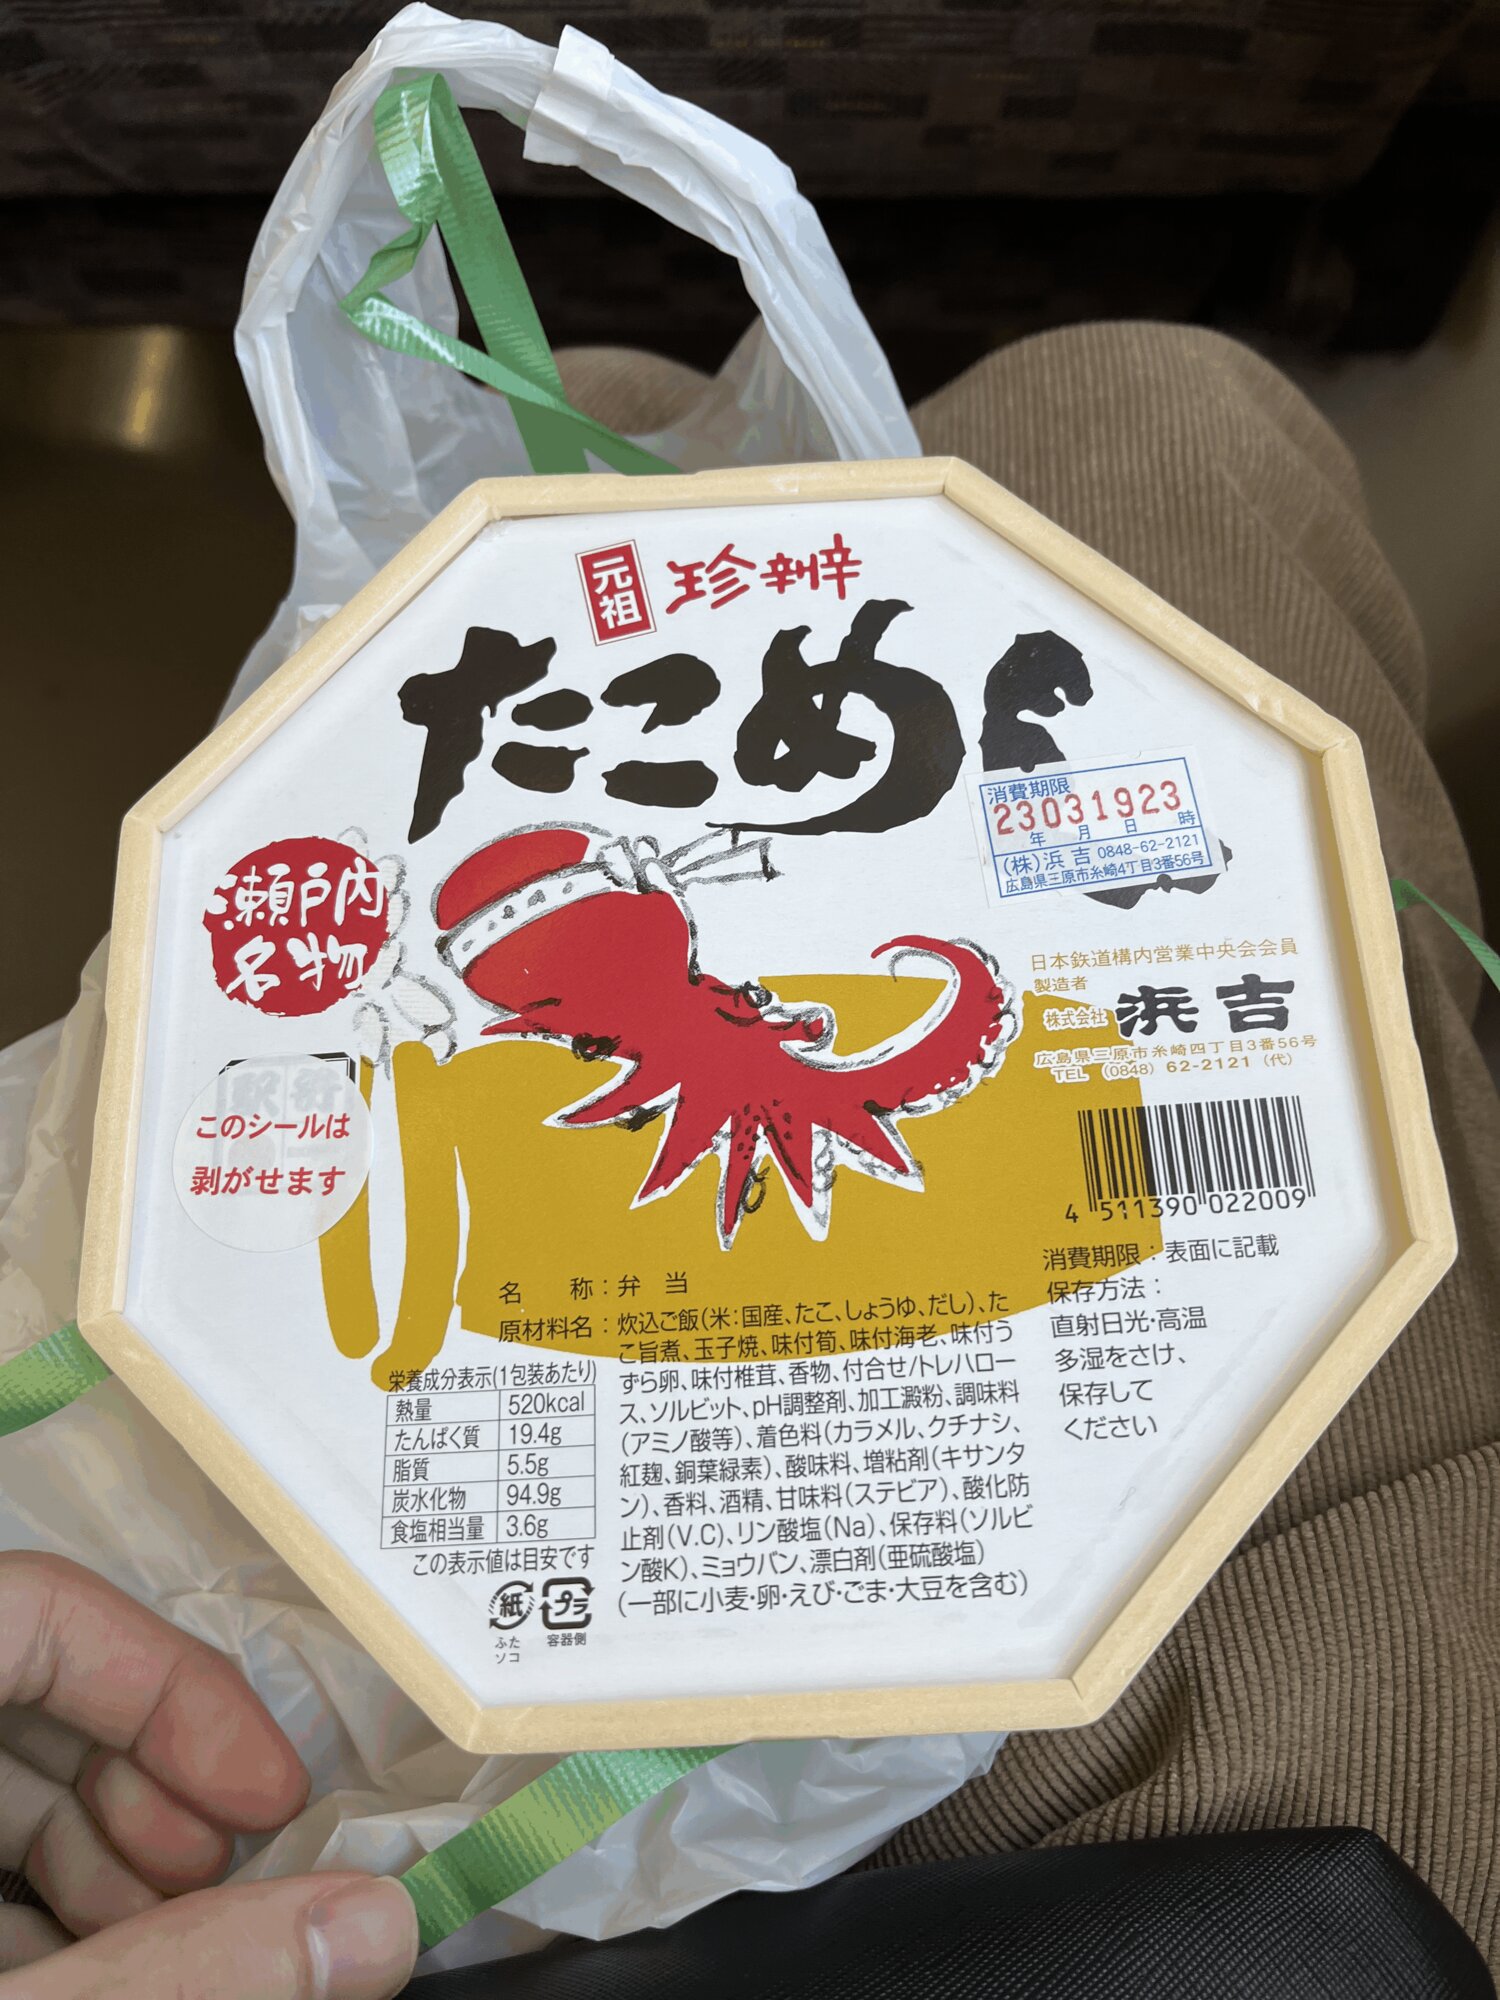 元祖
珍辨
たこめし
消費期限
23031923
年 月 日 時
(株)浜吉 0848-62-2121
広島県三原市糸崎4丁目3番56号
瀬戸内
名物
日本鉄道構内営業中央会会員
製造者
株式会社 浜吉
広島県三原市糸崎四丁目3番56号
TEL (0848) 62-2121 (代)
このシールは
剥がせます
4 511390 022009
消費期限：表面に記載
保存方法：
直射日光・高温
多湿をさけ、
保存して
ください
名 称：弁 当
原材料名：炊込ご飯(米：国産、たこ、しょうゆ、だし)、た
こ旨煮、玉子焼、味付筍、味付海老、味付う
ずら卵、味付椎茸、香物、付合せ/トレハロー
ス、ソルビット、pH調整剤、加工澱粉、調味料
(アミノ酸等)、着色料(カラメル、クチナシ、
紅麹、銅葉緑素)、酸味料、増粘剤(キサンタ
ン)、香料、酒精、甘味料(ステビア)、酸化防
止剤(V.C)、リン酸塩(Na)、保存料(ソルビ
ン酸K)、ミョウバン、漂白剤(亜硫酸塩)
(一部に小麦・卵・えび・ごま・大豆を含む)
栄養成分表示(1包装あたり)
熱量 520kcal
たんぱく質 19.4g
脂質 5.5g
炭水化物 94.9g
食塩相当量 3.6g
この表示値は目安です
紙 プラ
ふた 容器側
ソコ